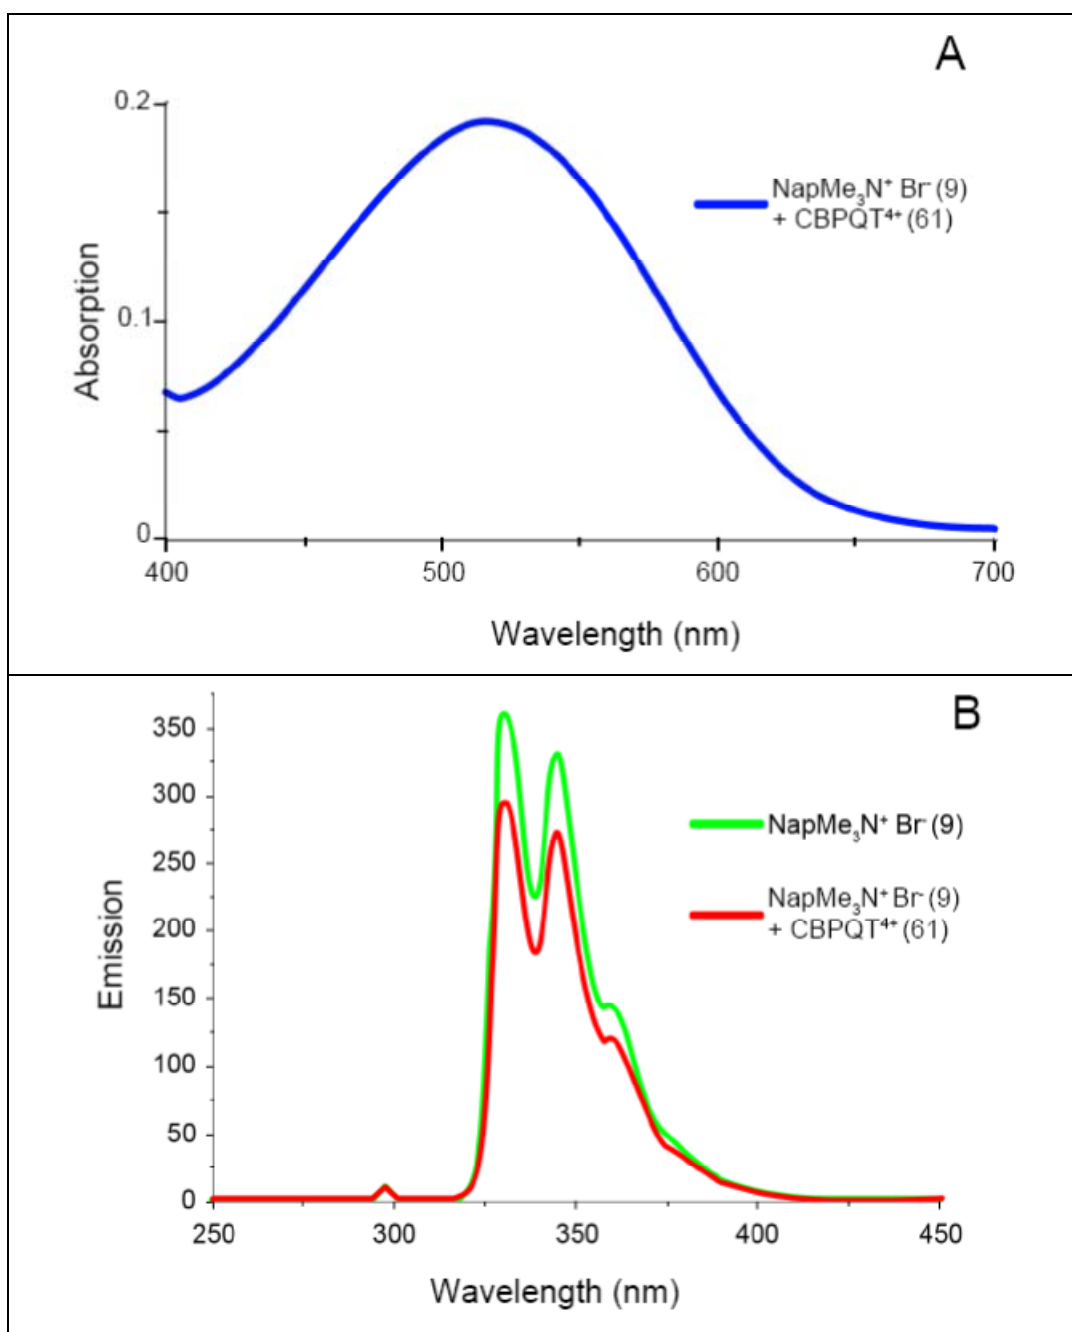 A
0.2
0.1
0
Absorption
NapMe₃N⁺ Br⁻ (9)
+ CBPQT⁴⁺ (61)
400 500 600 700
Wavelength (nm)
B
350
300
250
200
150
100
50
0
Emission
NapMe₃N⁺ Br⁻ (9)
NapMe₃N⁺ Br⁻ (9)
+ CBPQT⁴⁺ (61)
250 300 350 400 450
Wavelength (nm)